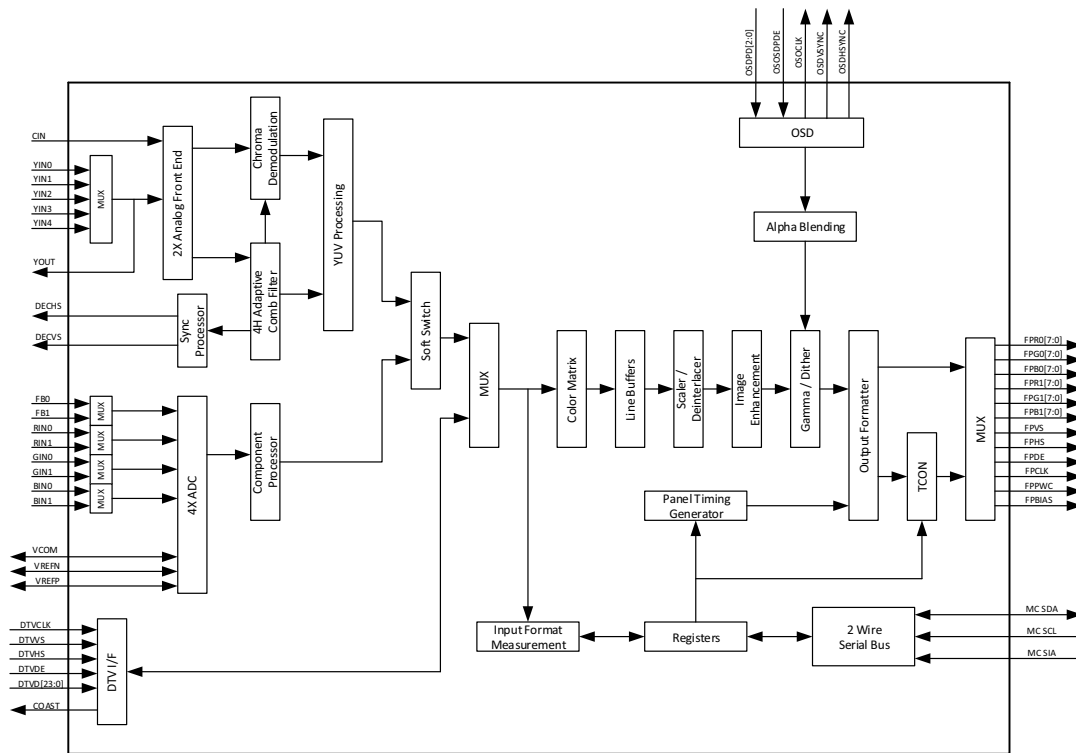 OSDPD[2:0]
OSOSDPDE
OSOCLK
OSDVSYNC
OSDHSYNC
OSD
Alpha Blending
CIN
YIN0
YIN1
YIN2
YIN3
YIN4
MUX
YOUT
2X Analog Front End
Chroma
Demodulation
4H Adaptive
Comb Filter
YUV Processing
DECHS
DECVS
Sync
Processor
Soft Switch
MUX
FB0
FB1
RIN0
RIN1
GIN0
GIN1
BIN0
BIN1
MUX
MUX
MUX
MUX
4X ADC
Component
Processor
VCOM
VREFN
VREFP
DTVCLK
DTVVS
DTVHS
DTVDE
DTVD[23:0]
COAST
DTV I/F
Color Matrix
Line Buffers
Scaler /
Deinterlacer
Image
Enhancement
Gamma / Dither
Output Formatter
TCON
MUX
Panel Timing
Generator
Input Format
Measurement
Registers
2 Wire
Serial Bus
FPR0[7:0]
FPG0[7:0]
FPB0[7:0]
FPR1[7:0]
FPG1[7:0]
FPB1[7:0]
FPVS
FPHS
FPDE
FPCLK
FPPWC
FPBIAS
MC SDA
MC SCL
MC SIA